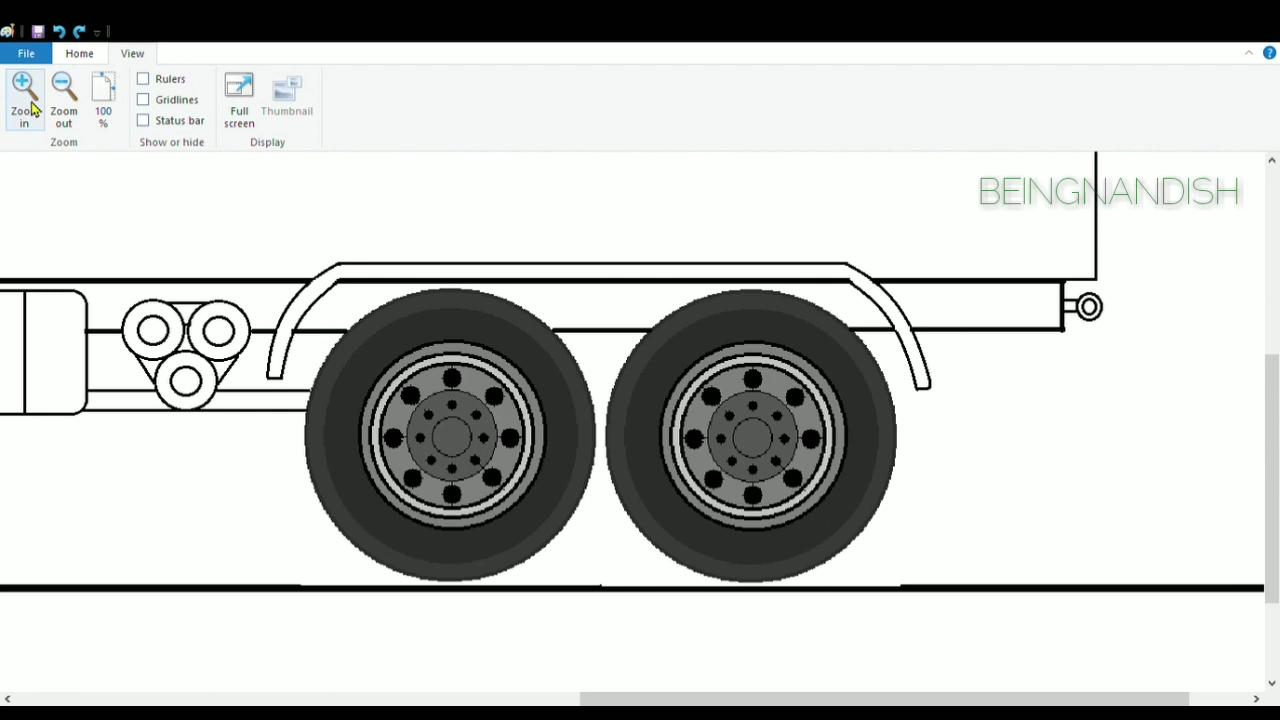 File Home View
Zoom in
Zoom out
100 %
Rulers
Gridlines
Status bar
Full screen
Thumbnail
Zoom
Show or hide
Display
BEINGNANDISH